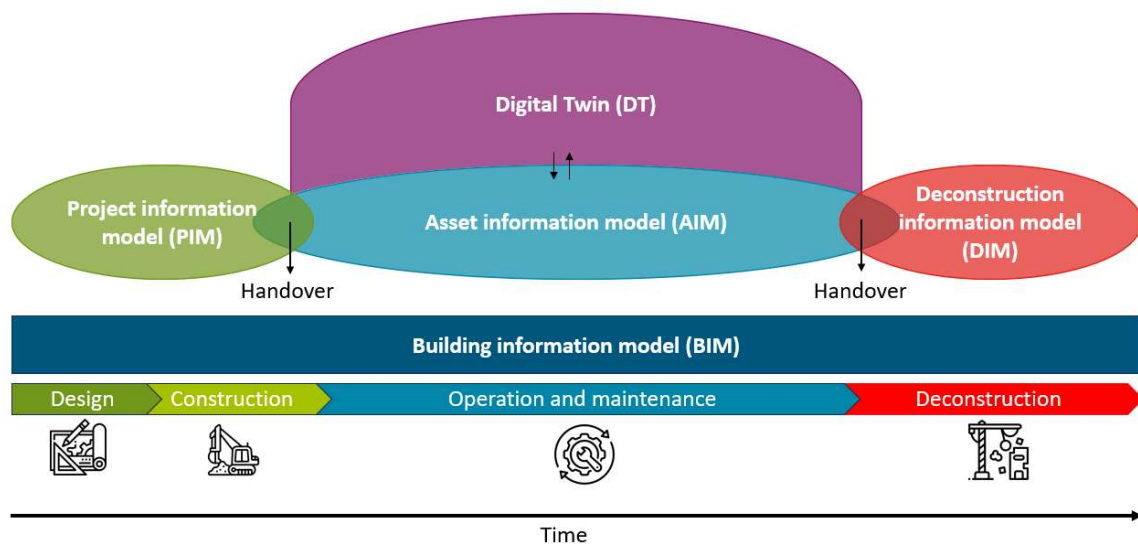 Digital Twin (DT)
Project information
model (PIM)
Asset information model (AIM)
Deconstruction
information model
(DIM)
Handover
Handover
Building information model (BIM)
Design
Construction
Operation and maintenance
Deconstruction
Time